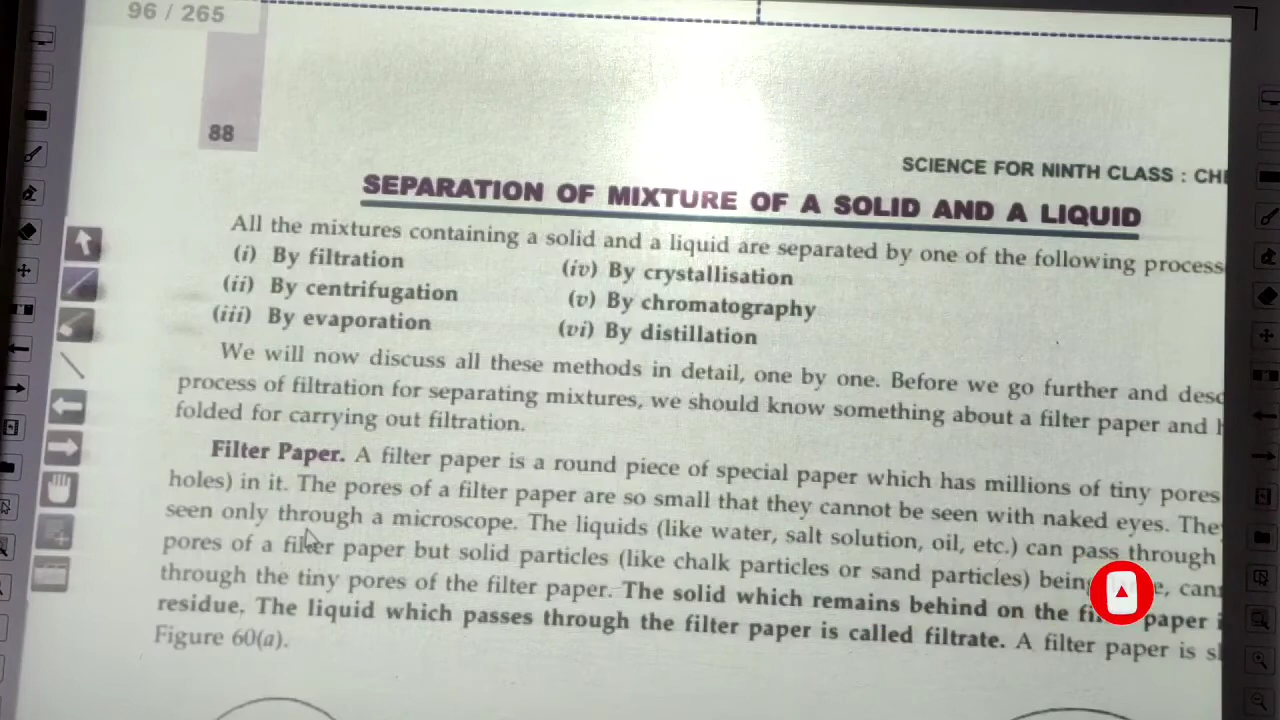 96 / 265
88
SCIENCE FOR NINTH CLASS :
SEPARATION OF MIXTURE OF A SOLID AND A LIQUID
All the mixtures containing a solid and a liquid are separated by one of the following
(i) By filtration
(ii) By centrifugation
(iii) By evaporation
(iv) By crystallisation
(v) By chromatography
(vi) By distillation
We will now discuss all these methods in detail, one by one. Before we go further and
process of filtration for separating mixtures, we should know something about a filter paper and
folded for carrying out filtration.
Filter Paper. A filter paper is a round piece of special paper which has millions of tiny pores
holes) in it. The pores of a filter paper are so small that they cannot be seen with naked eyes.
seen only through a microscope. The liquids (like water, salt solution, oil, etc.) can pass through
pores of a filter paper but solid particles (like chalk particles or sand particles)
through the tiny pores of the filter paper. The solid which remains behind on the paper
residue. The liquid which passes through the filter paper is called filtrate. A filter paper is
Figure 60(a).